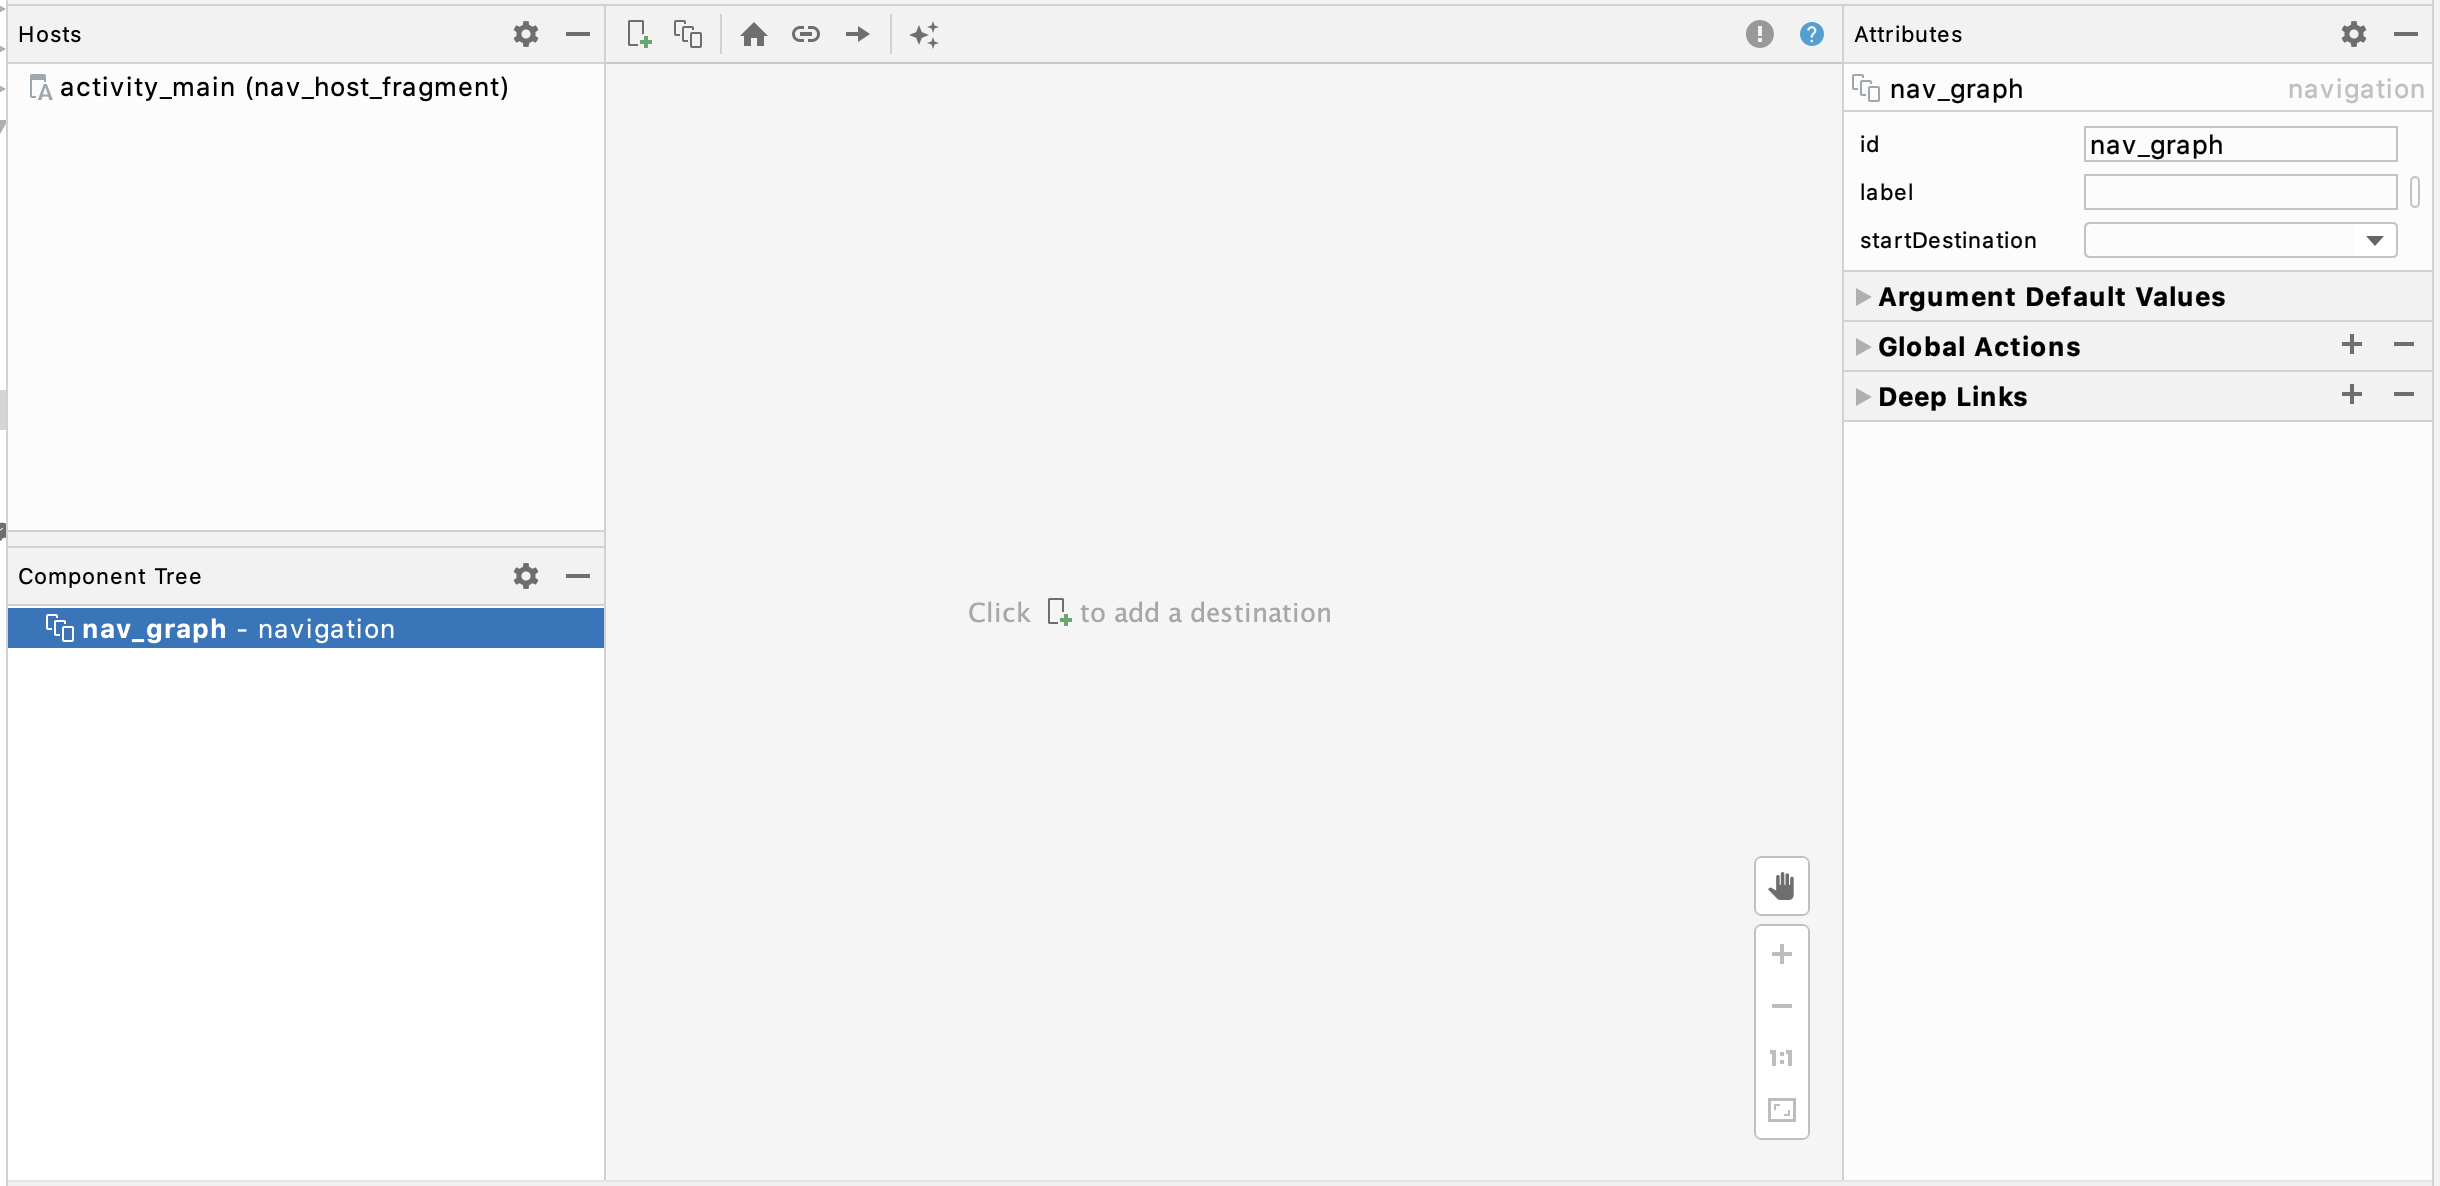 Hosts
activity_main (nav_host_fragment)
Component Tree
nav_graph - navigation
Click to add a destination
1:1
Attributes
nav_graph navigation
id nav_graph
label
startDestination
Argument Default Values
Global Actions
Deep Links